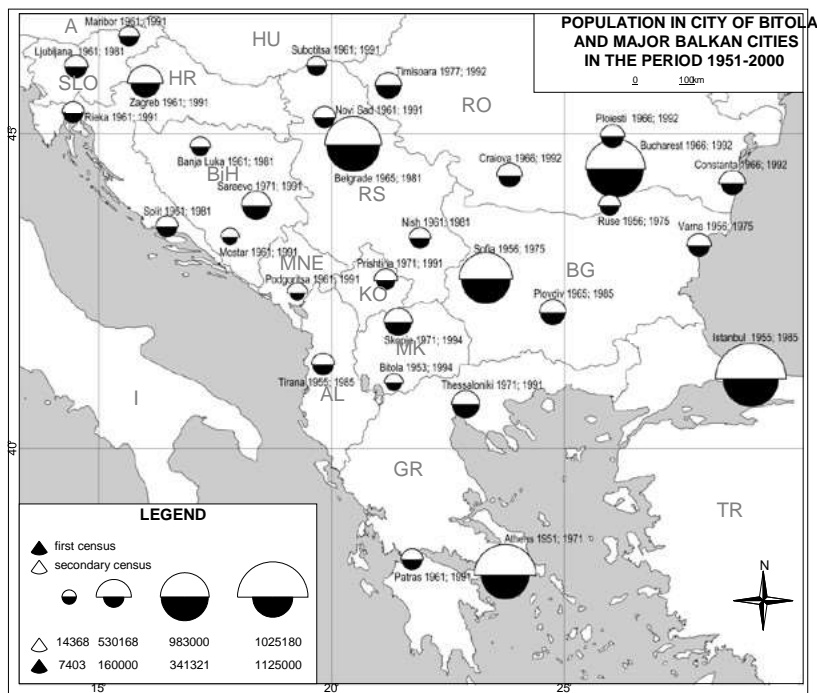 POPULATION IN CITY OF BITOLA
AND MAJOR BALKAN CITIES
IN THE PERIOD 1951-2000
0 100km
A
Maribor 1961; 1991
HU
Ljubljana 1961; 1981
SLO
Subotitsa 1961; 1991
Timisoara 1977; 1992
HR
Zagreb 1961; 1991
RO
Rieka 1961; 1991
Novi Sad 1961; 1991
Ploiesti 1966; 1992
45°
Bucharest 1966; 1992
Banja Luka 1961; 1981
Craiova 1966; 1992
Constanta 1966; 1992
BiH
Belgrade 1965; 1981
Saraevo 1971; 1991
RS
Split 1961; 1981
Ruse 1956; 1975
Nish 1961; 1981
Varna 1956; 1975
Mostar 1961; 1991
Sofia 1956; 1975
MNE
Prishtina 1971; 1991
BG
Podgoritsa 1961; 1991
KO
Plovdiv 1965; 1985
Skopje 1971; 1994
Istanbul 1955; 1985
MK
Bitola 1953; 1994
Tirana 1955; 1985
Thessaloniki 1971; 1991
I
AL
40°
GR
TR
Athens 1951; 1971
Patras 1961; 1991
N
LEGEND
first census
secondary census
14368 530168 983000 1025180
7403 160000 341321 1125000
15° 20° 25°